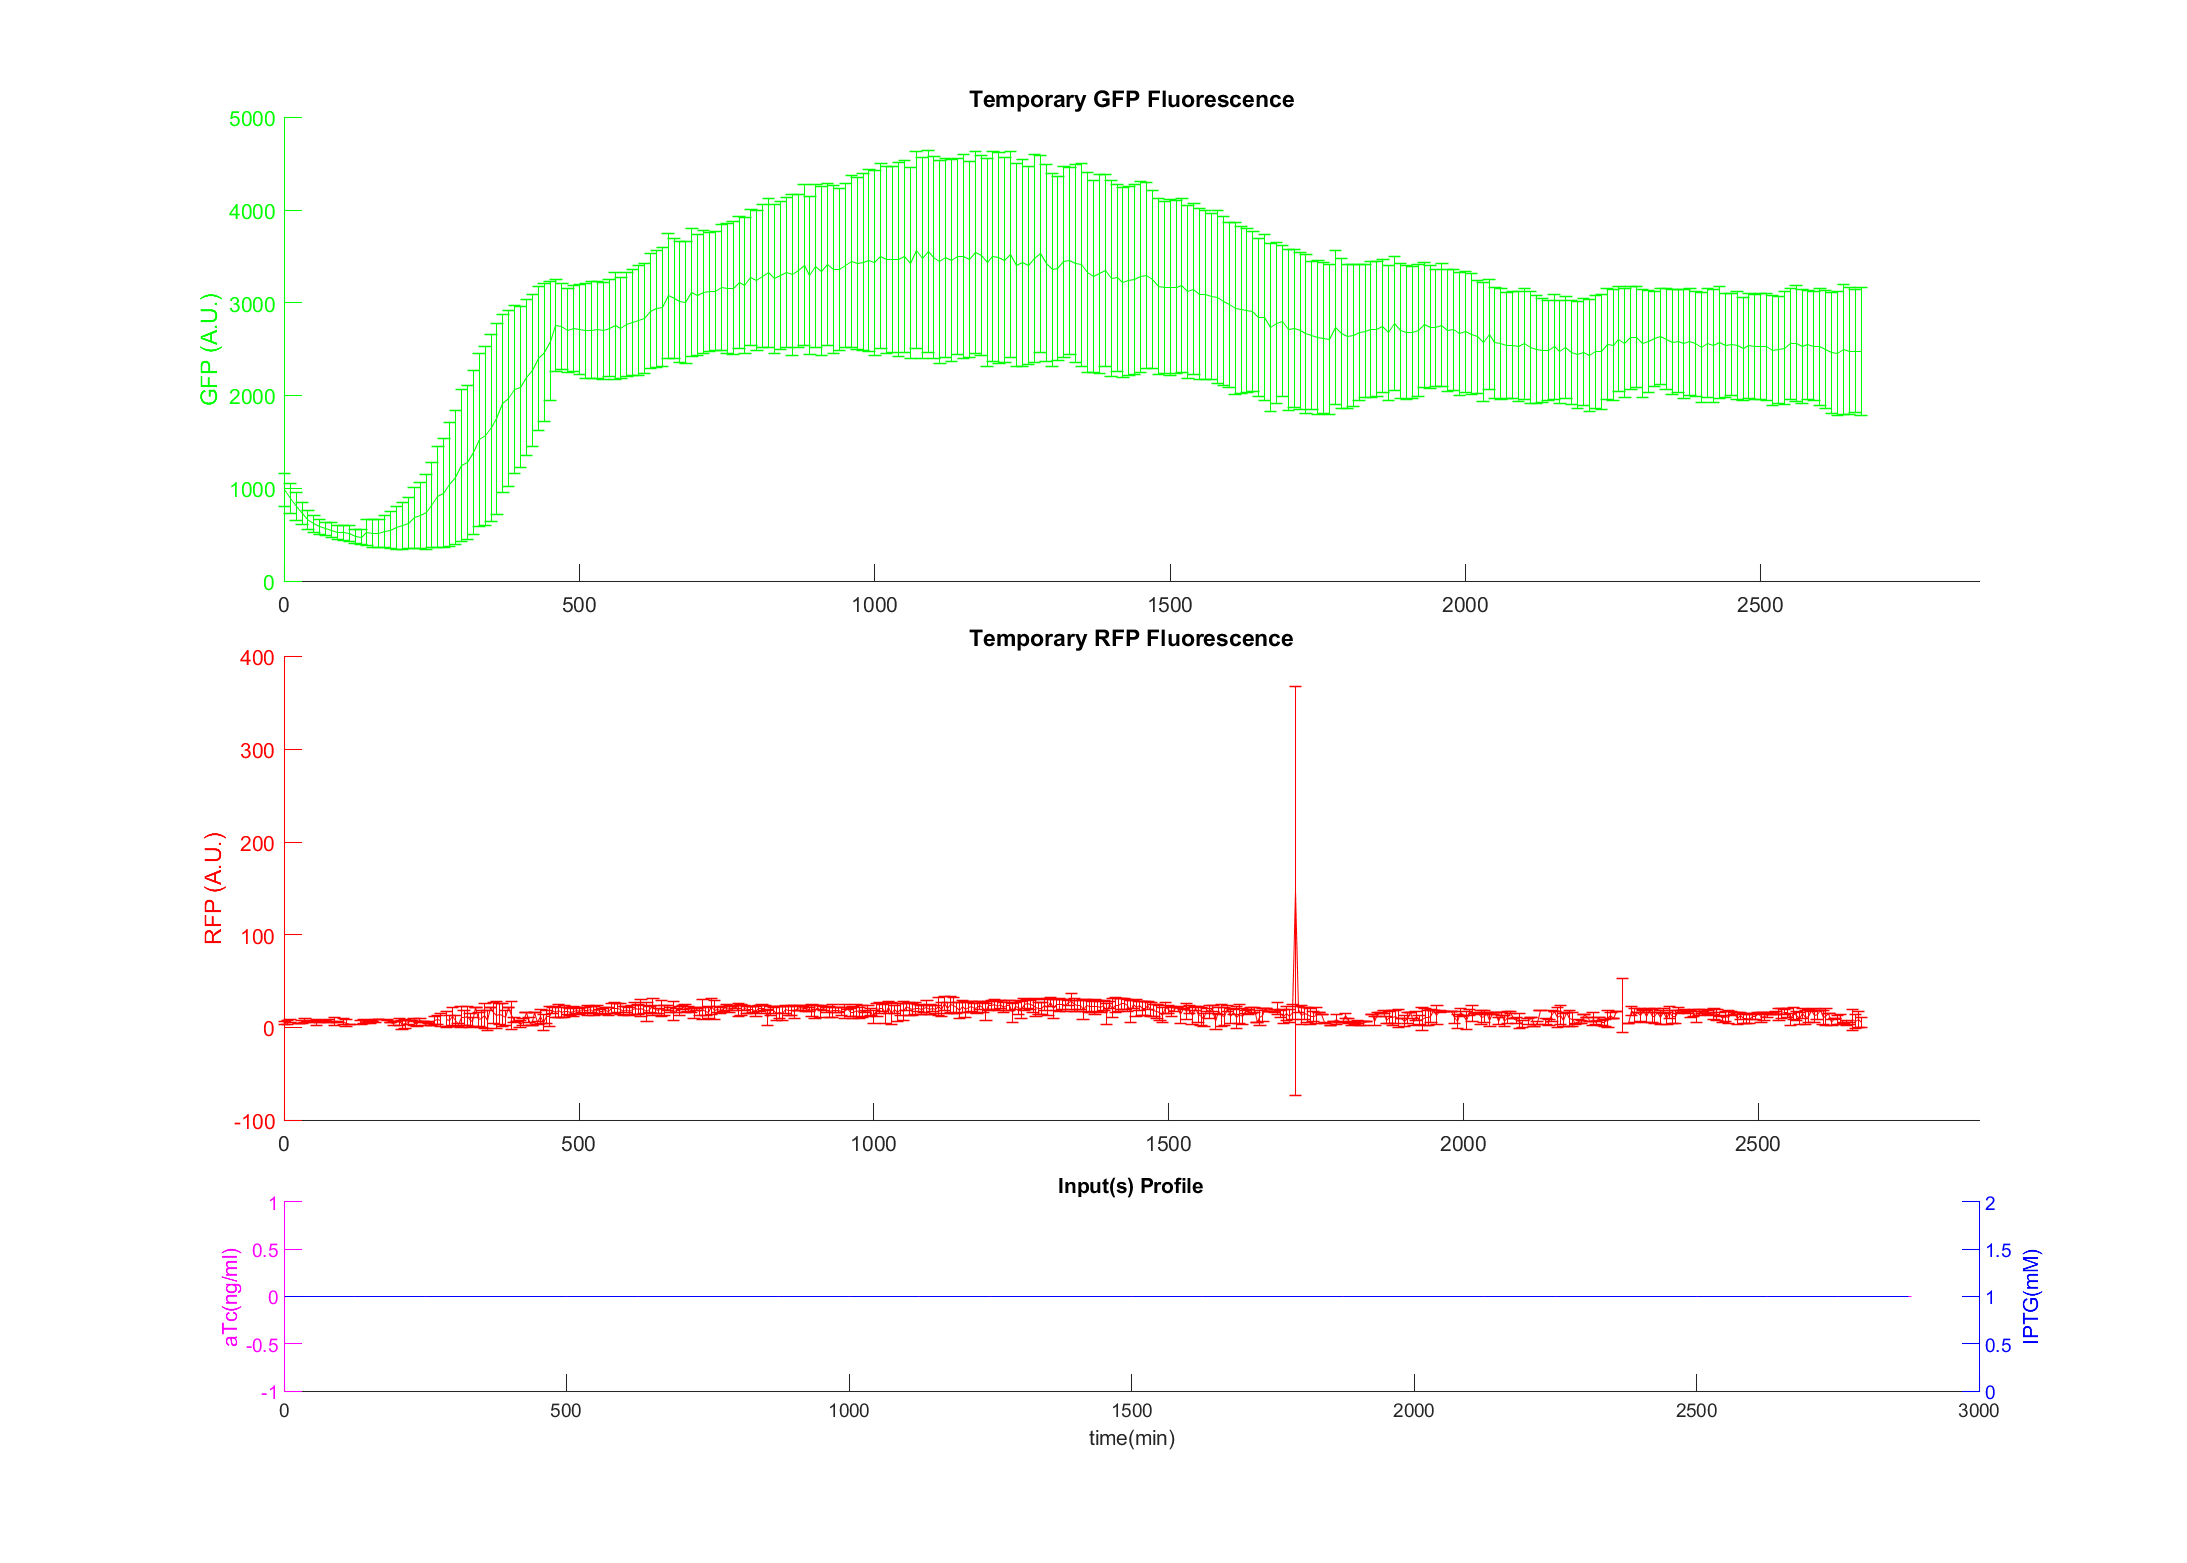 Temporary GFP Fluorescence
5000
4000
3000
2000
1000
0
GFP (A.U.)
0 500 1000 1500 2000 2500
Temporary RFP Fluorescence
400
300
200
100
0
-100
RFP (A.U.)
0 500 1000 1500 2000 2500
Input(s) Profile
1
0.5
0
-0.5
-1
aTc(ng/ml)
2
1.5
1
0.5
0
IPTG(mM)
0 500 1000 1500 2000 2500 3000
time(min)